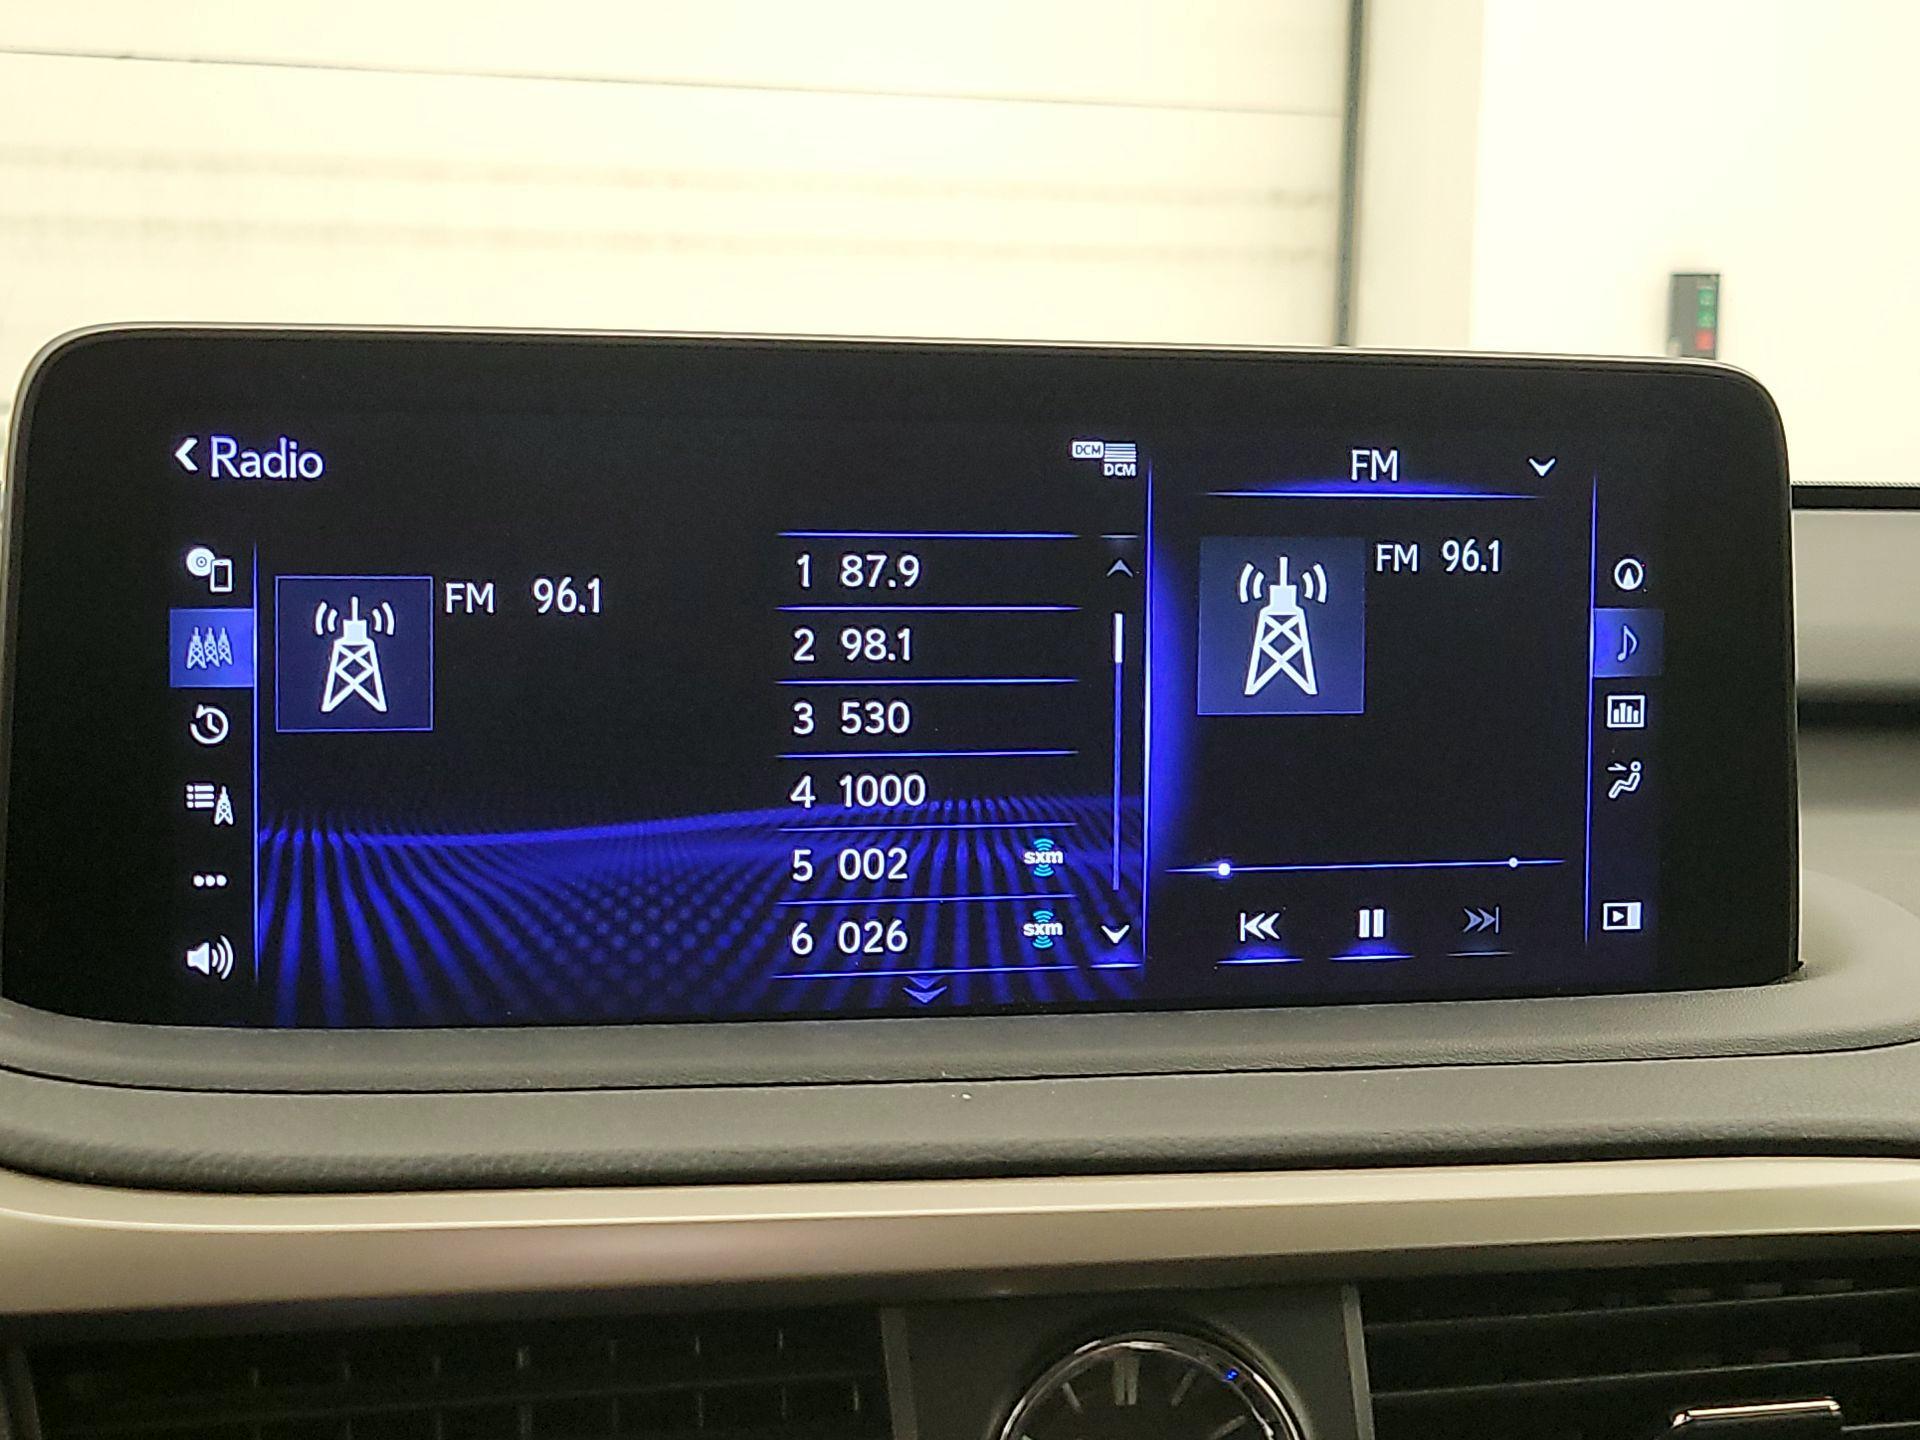 Radio
DCM
DCM
FM
FM 96.1
1 87.9
2 98.1
3 530
4 1000
5 002 sxm
6 026 sxm
FM 96.1